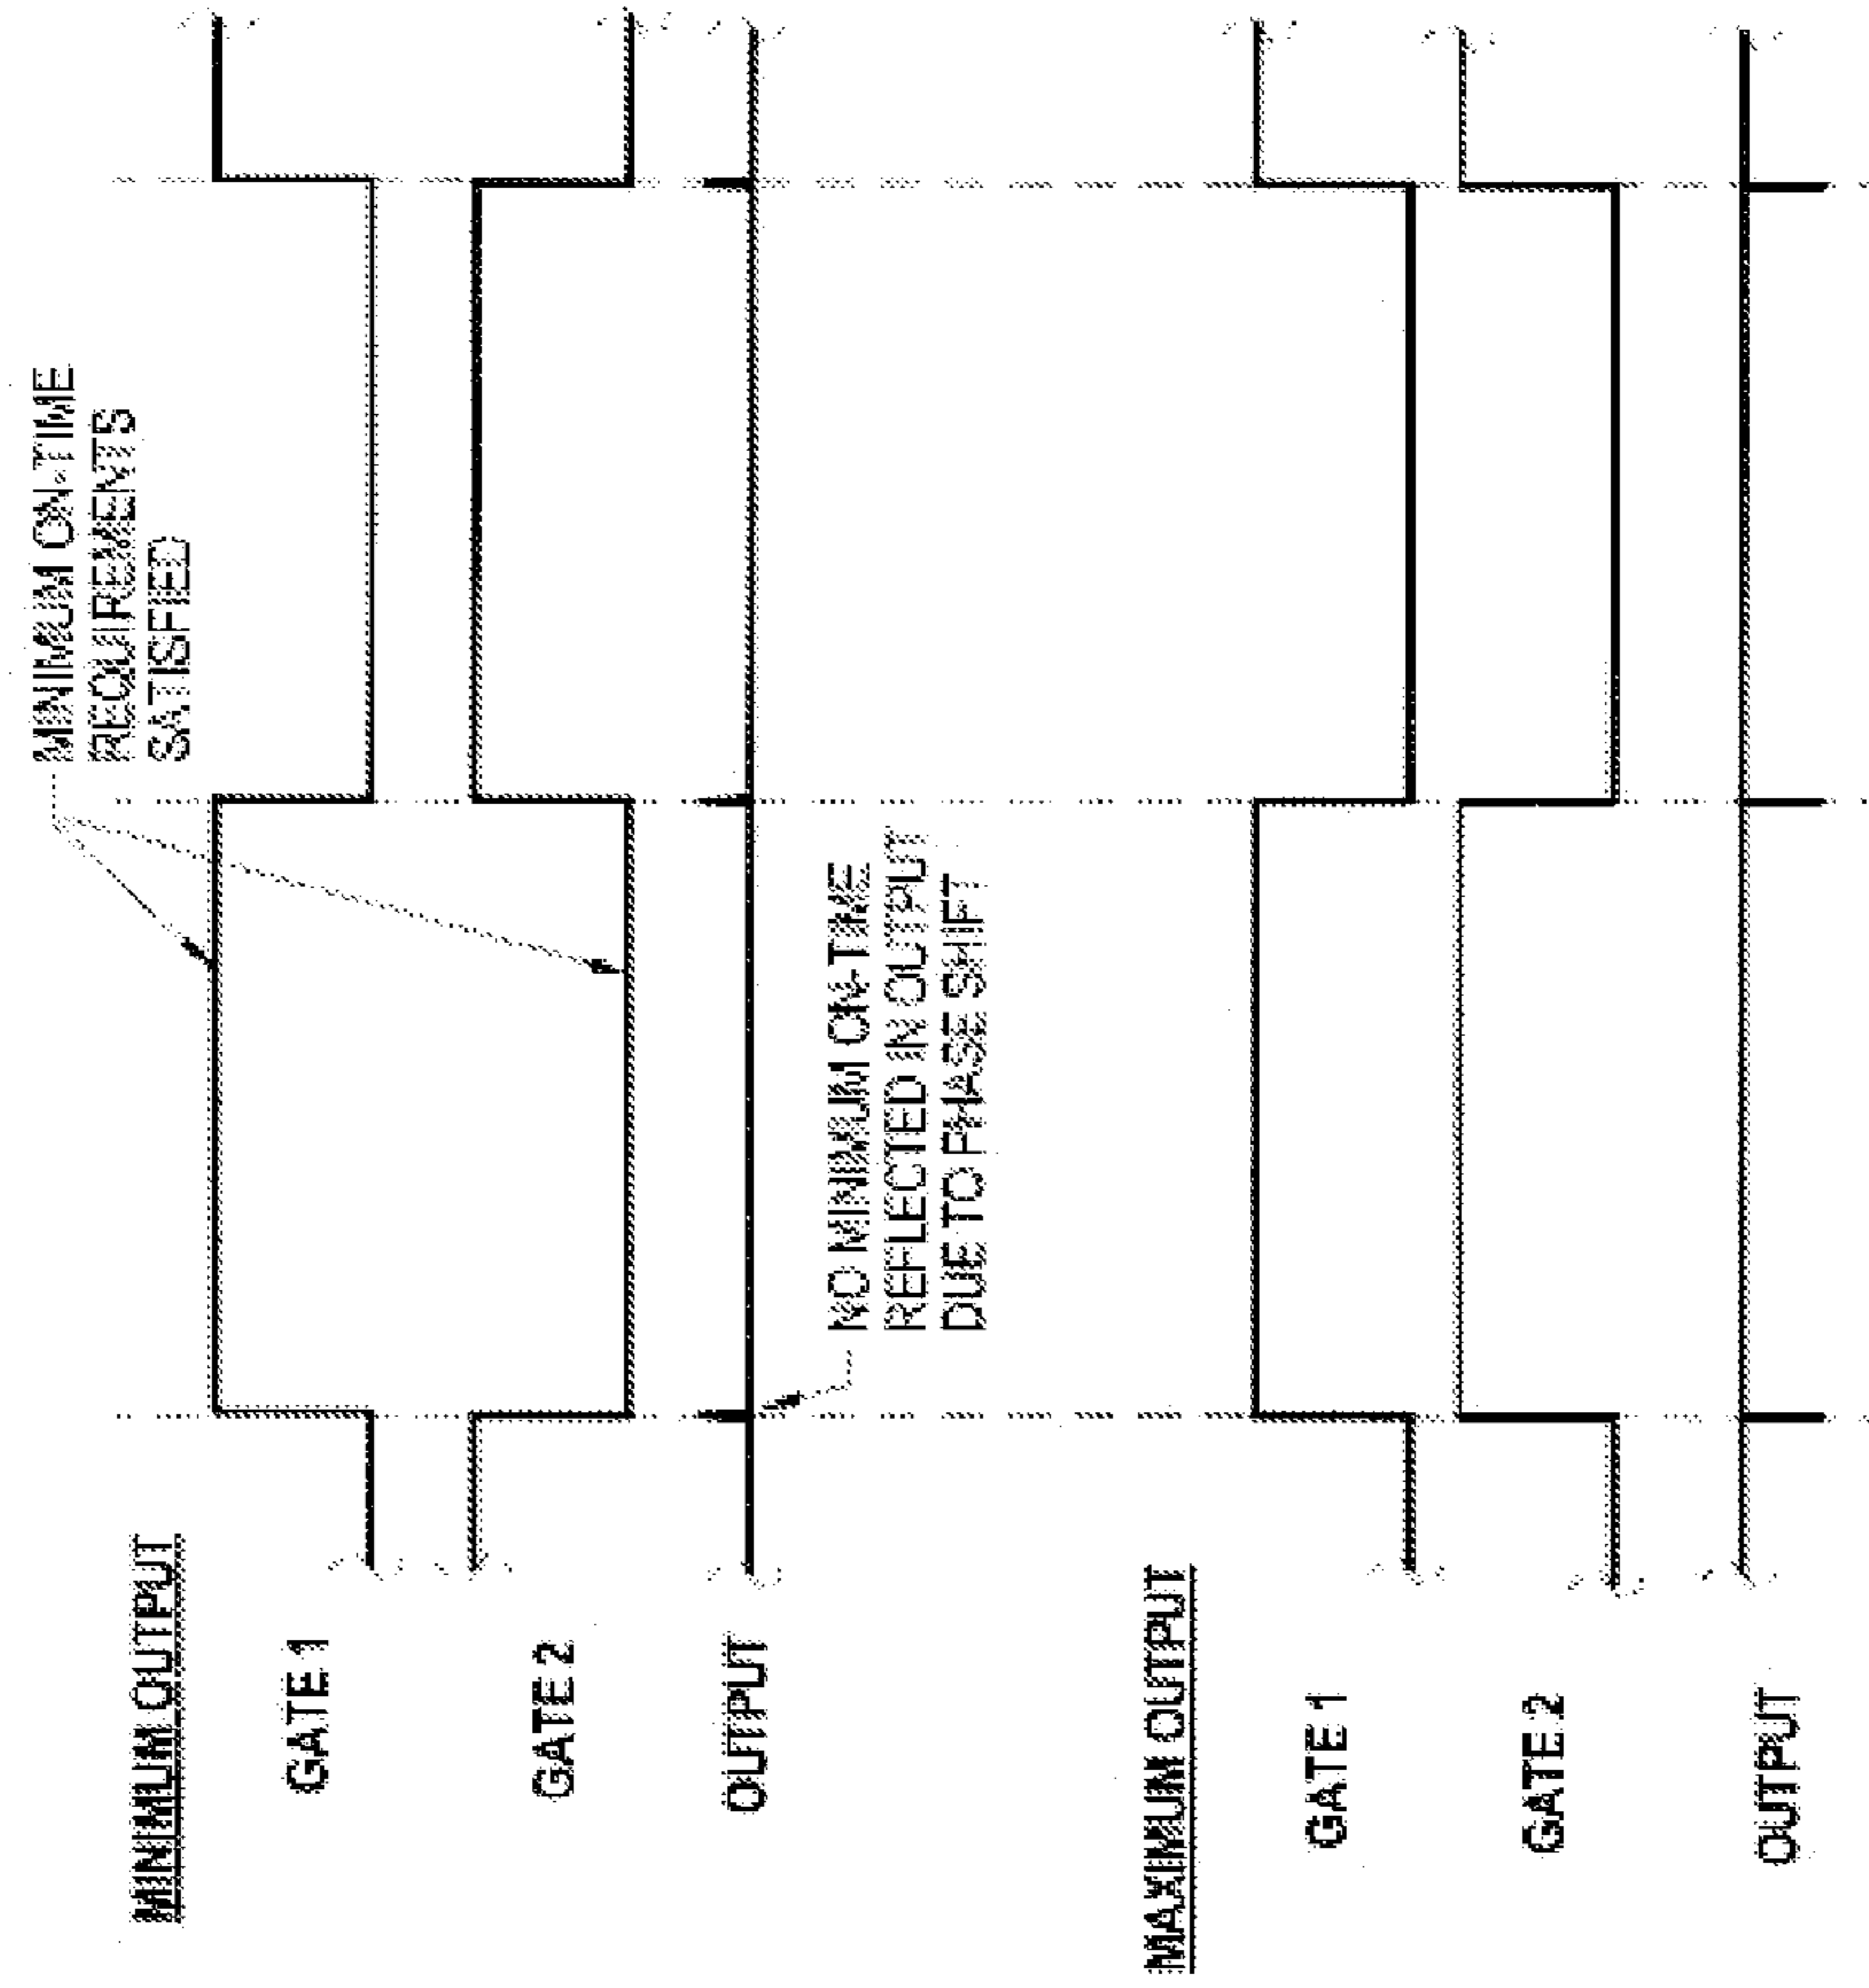 MINIMUM OUTPUT
MINIMUM ON-TIME
REQUIREMENTS
SATISFIED
GATE 1
GATE 2
OUTPUT
NO MINIMUM ON-TIME
REFLECTED IN OUTPUT
DUE TO PHASE SHIFT
MAXIMUM OUTPUT
GATE 1
GATE 2
OUTPUT